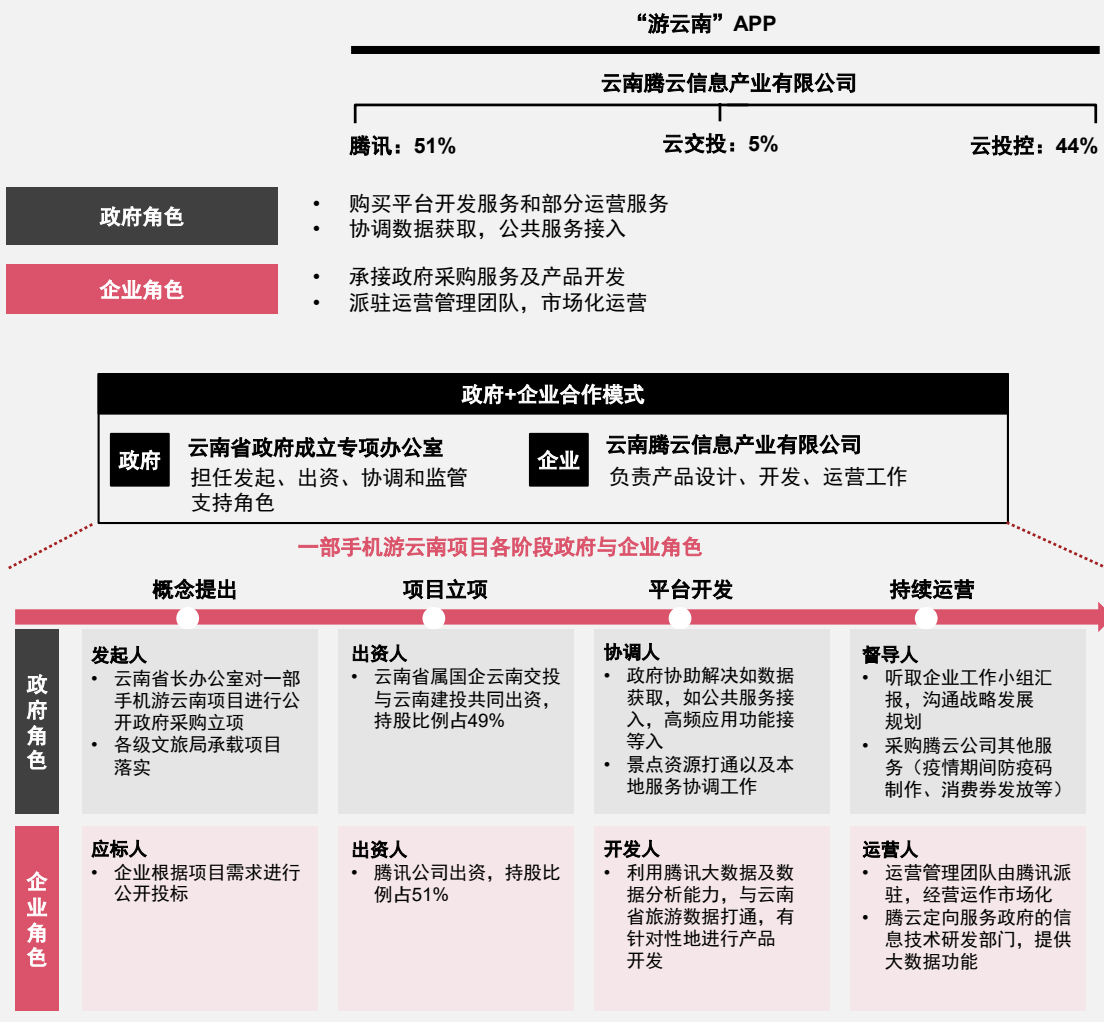 “游云南”APP
云南腾云信息产业有限公司
腾讯：51%
云交投：5%
云投控：44%
政府角色
• 购买平台开发服务和部分运营服务
• 协调数据获取，公共服务接入
企业角色
• 承接政府采购服务及产品开发
• 派驻运营管理团队，市场化运营
政府+企业合作模式
政府
云南省政府成立专项办公室
担任发起、出资、协调和监管
支持角色
企业
云南腾云信息产业有限公司
负责产品设计、开发、运营工作
一部手机游云南项目各阶段政府与企业角色
概念提出
项目立项
平台开发
持续运营
政府角色
发起人
• 云南省长办公室对一部
手机游云南项目进行公
开政府采购立项
• 各级文旅局承载项目
落实
出资人
• 云南省属国企云南交投
与云南建投共同出资，
持股比例占49%
协调人
• 政府协助解决如数据
获取，如公共服务接
入，高频应用功能接
等入
• 景点资源打通以及本
地服务协调工作
督导人
• 听取企业工作小组汇
报，沟通战略发展
规划
• 采购腾云公司其他服
务（疫情期间防疫码
制作、消费券发放等）
企业角色
应标人
• 企业根据项目需求进行
公开投标
出资人
• 腾讯公司出资，持股比
例占51%
开发人
• 利用腾讯大数据及数
据分析能力，与云南
省旅游数据打通，有
针对性地进行产品
开发
运营人
• 运营管理团队由腾讯派
驻，经营运作市场化
• 腾云定向服务政府的信
息技术研发部门，提供
大数据功能